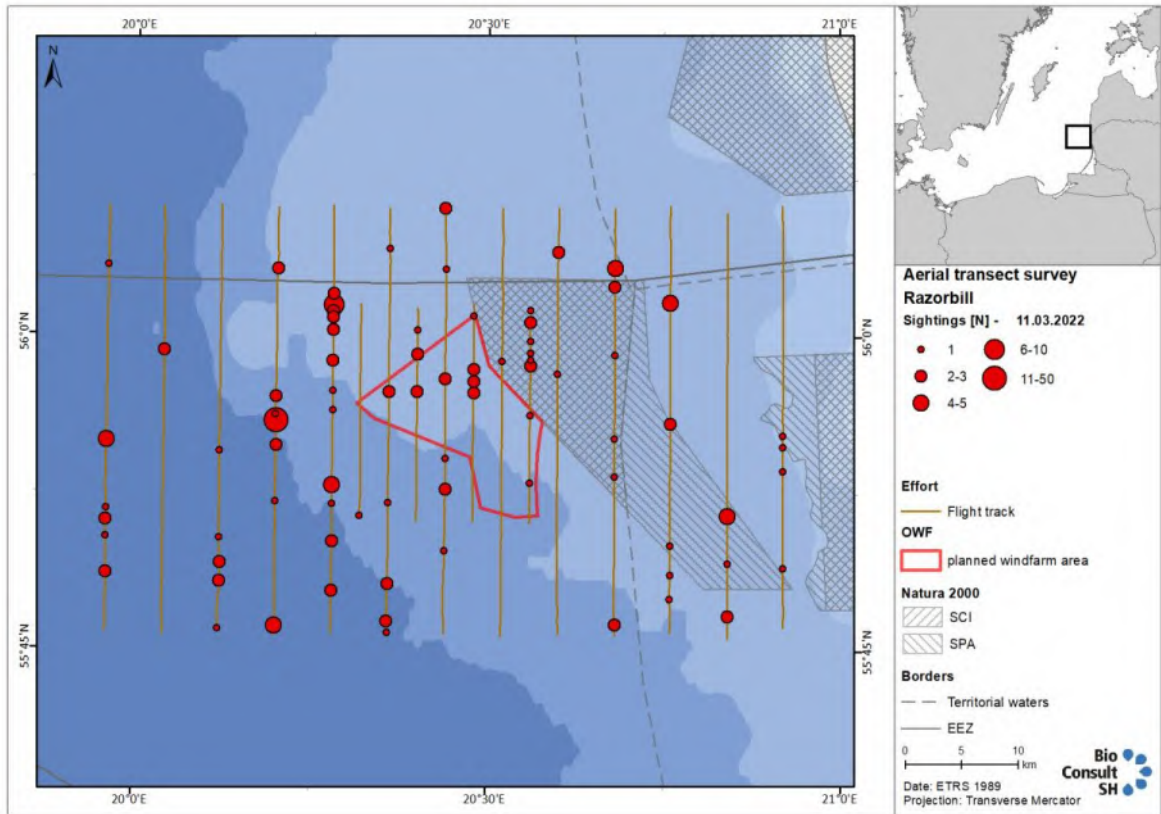 20°0'E
20°30'E
21°0'E
N
56°0'N
56°0'N
55°45'N
55°45'N
20°0'E
20°30'E
21°0'E
Aerial transect survey
Razorbill
Sightings [N] - 11.03.2022
1
6-10
2-3
11-50
4-5
Effort
Flight track
OWF
planned windfarm area
Natura 2000
SCI
SPA
Borders
Territorial waters
EEZ
0 5 10
km
Bio
Consult
SH
Date: ETRS 1989
Projection: Transverse Mercator